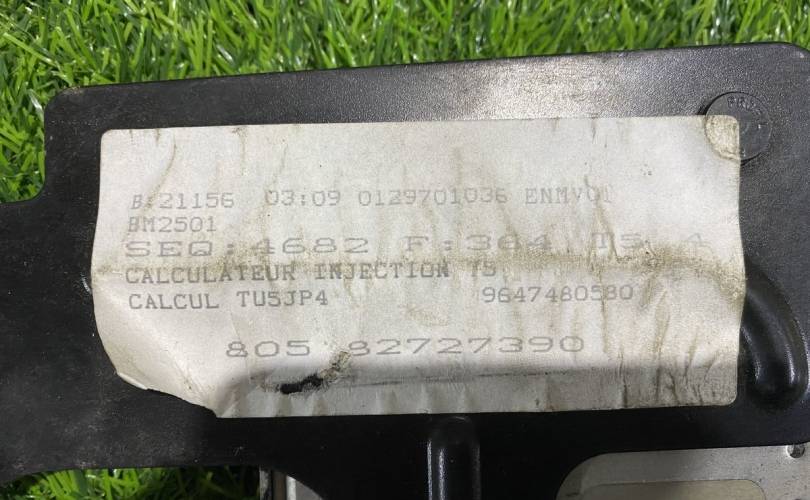 B:21156 03:09 0129701036 ENMV01
BM2501
SEQ:4682 F:364 T5 4
CALCULATEUR INJECTION T5
CALCUL TU5JP4 9647480580
805 82727390